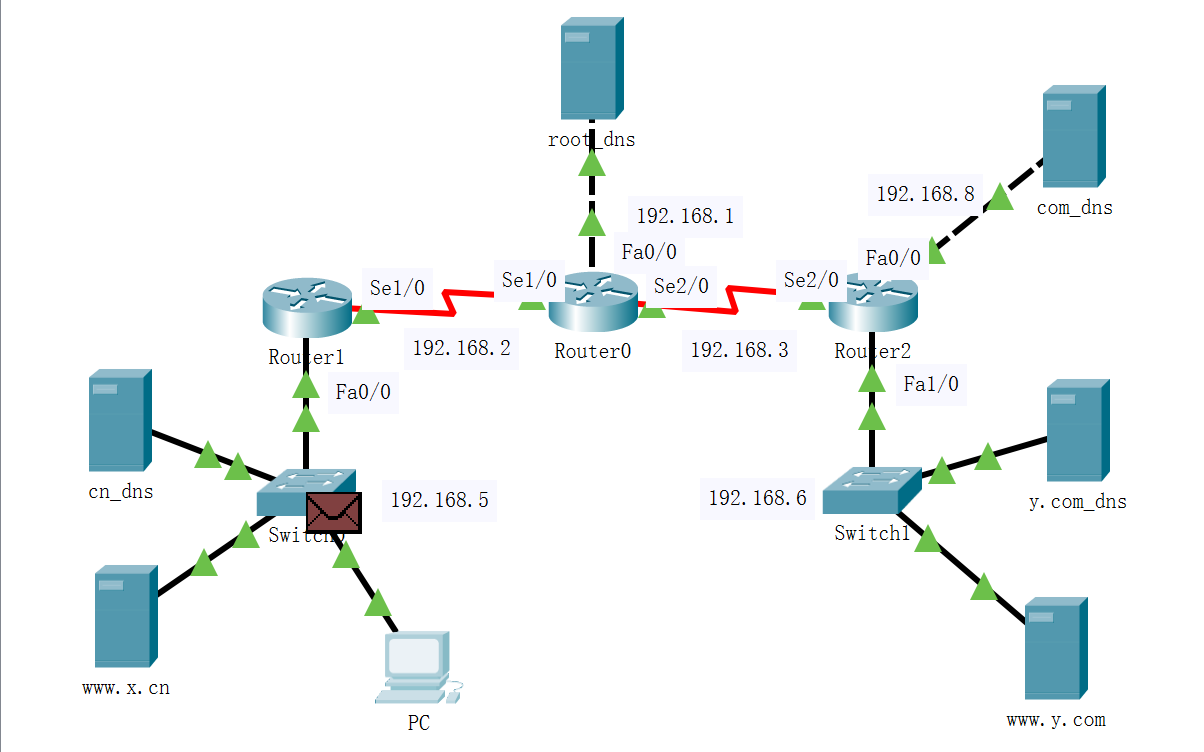 root_dns
192.168.1
Fa0/0
192.168.8
com_dns
Fa0/0
Se1/0
Se1/0
Se2/0
Se2/0
Router1
192.168.2
Router0
192.168.3
Router2
Fa0/0
Fa1/0
cn_dns
192.168.5
192.168.6
y.com_dns
Switch0
Switch1
www.x.cn
PC
www.y.com